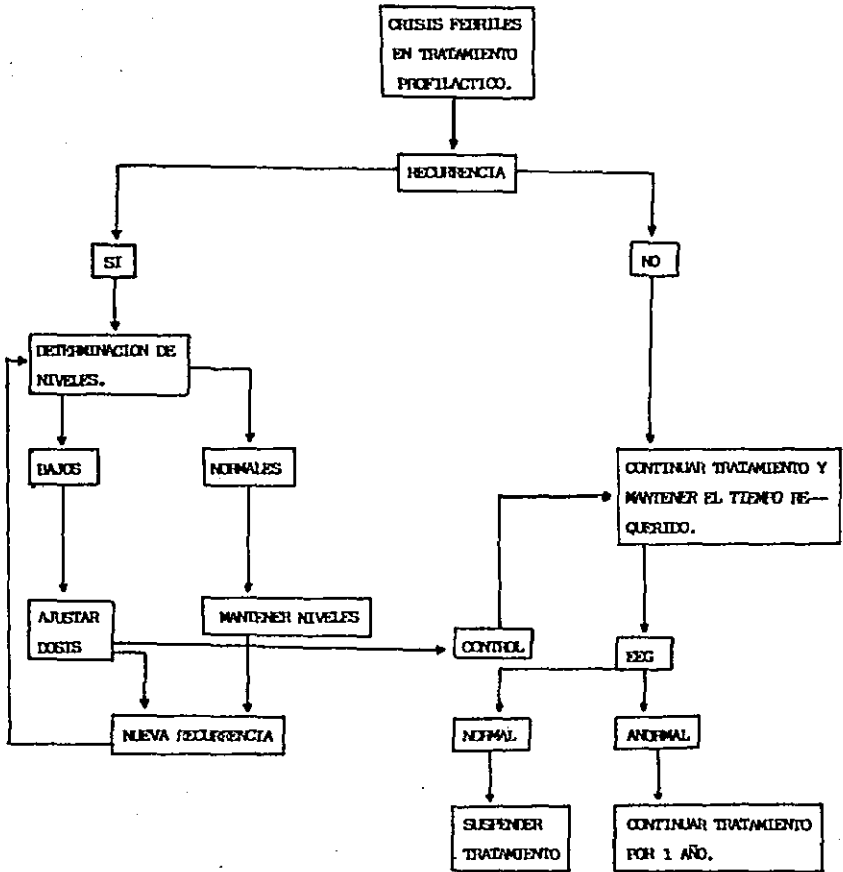 CRISIS FEBRILES
EN TRATAMIENTO
PROFILACTICO.
RECURRENCIA
SI
NO
DETERMINACION DE
NIVELES.
BAJOS
NORMALES
CONTINUAR TRATAMIENTO Y
MANTENER EL TIEMPO RE--
QUERIDO.
AJUSTAR
DOSIS
MANTENER NIVELES
CONTROL
EEG
NUEVA RECURRENCIA
NORMAL
ANORMAL
SUSPENDER
TRATAMIENTO
CONTINUAR TRATAMIENTO
POR 1 AÑO.